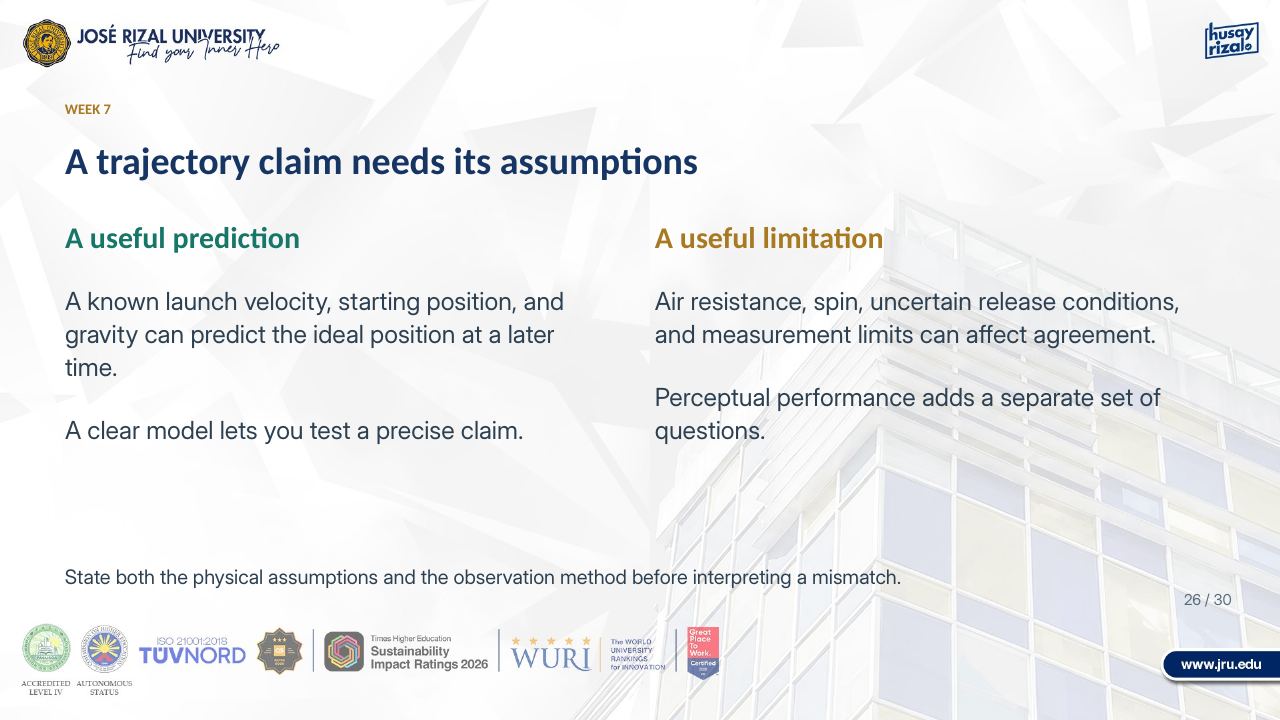 JOSÉ RIZAL UNIVERSITY
Find your Inner Hero
husay
rizal
WEEK 7
A trajectory claim needs its assumptions
A useful prediction
A known launch velocity, starting position, and
gravity can predict the ideal position at a later
time.
A clear model lets you test a precise claim.
A useful limitation
Air resistance, spin, uncertain release conditions,
and measurement limits can affect agreement.
Perceptual performance adds a separate set of
questions.
State both the physical assumptions and the observation method before interpreting a mismatch.
26 / 30
ACCREDITED
LEVEL IV
AUTONOMOUS
STATUS
ISO 21001:2018
TÜVNORD
Times Higher Education
Sustainability
Impact Ratings 2026
WURI
The WORLD
UNIVERSITY
RANKINGS
for INNOVATION
Great
Place
To
Work.
Certified
www.jru.edu